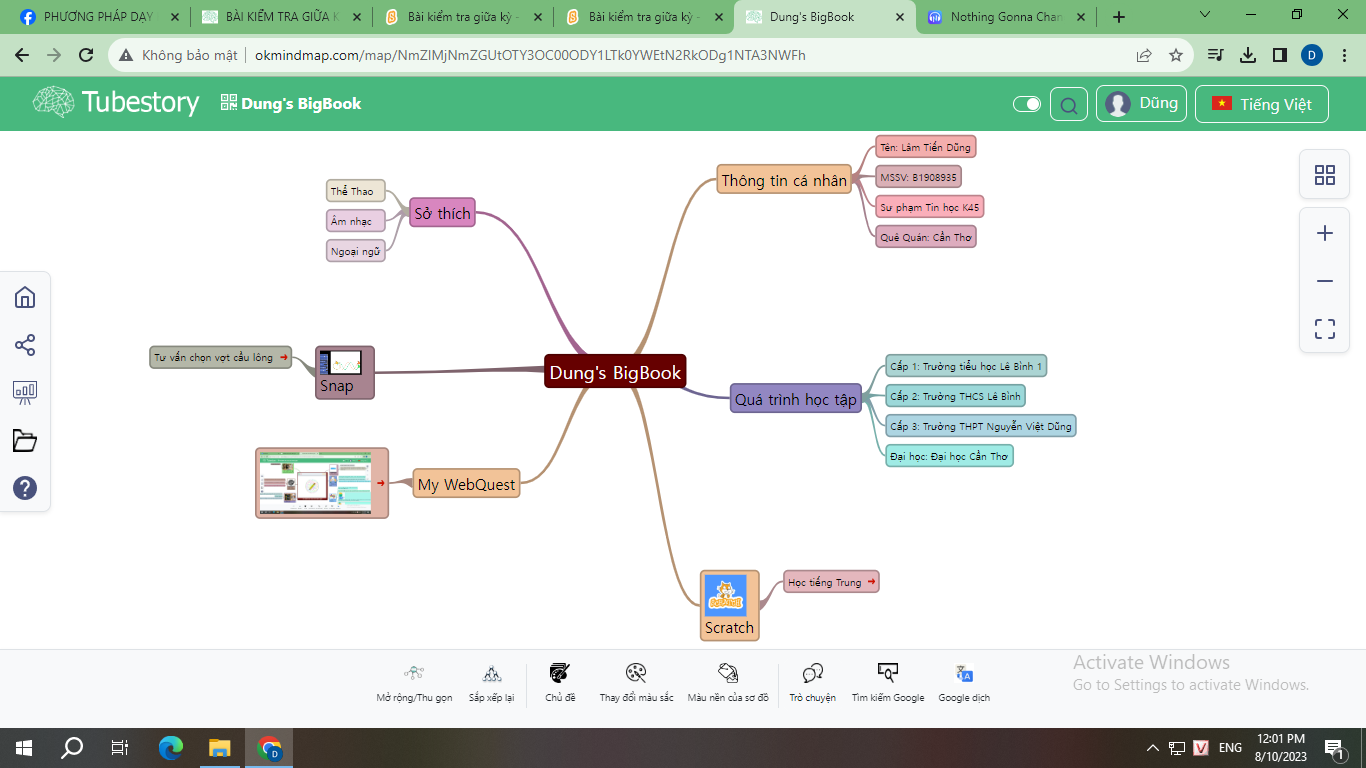 PHƯƠNG PHÁP DẠY
BÀI KIỂM TRA GIỮA K
Bài kiểm tra giữa kỳ -
Bài kiểm tra giữa kỳ -
Dung's BigBook
Nothing Gonna Chan
Không bảo mật
okmindmap.com/map/NmZlMjNmZGUtOTY3OC00ODY1LTk0YWEtN2RkODg1NTA3NWFh
D
Tubestory
Dung's BigBook
Dũng
Tiếng Việt
Thông tin cá nhân
Tên: Lâm Tiến Dũng
MSSV: B1908935
Sư phạm Tin học K45
Quê Quán: Cần Thơ
Sở thích
Thể Thao
Âm nhạc
Ngoại ngữ
Tư vấn chọn vợt cầu lông
Snap
Dung's BigBook
Quá trình học tập
Cấp 1: Trường tiểu học Lê Bình 1
Cấp 2: Trường THCS Lê Bình
Cấp 3: Trường THPT Nguyễn Việt Dũng
Đại học: Đại học Cần Thơ
My WebQuest
SCRATCH
Scratch
Học tiếng Trung
Mở rộng/Thu gọn
Sắp xếp lại
Chủ đề
Thay đổi màu sắc
Màu nền của sơ đồ
Trò chuyện
Tìm kiếm Google
Google dịch
Activate Windows
Go to Settings to activate Windows.
ENG
12:01 PM
8/10/2023
1